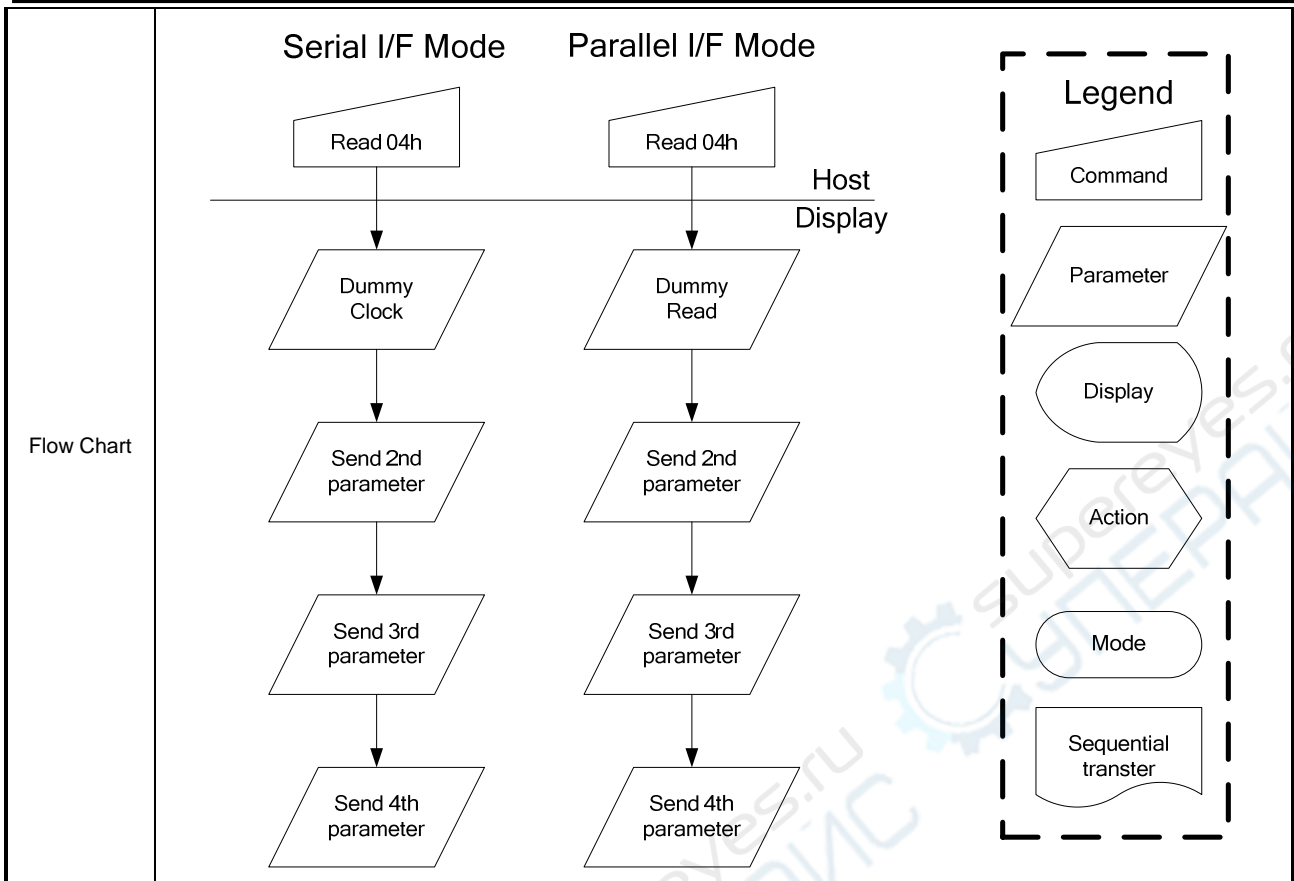 Flow Chart
Serial I/F Mode
Parallel I/F Mode
Read 04h
Read 04h
Host
Display
Dummy
Clock
Dummy
Read
Send 2nd
parameter
Send 2nd
parameter
Send 3rd
parameter
Send 3rd
parameter
Send 4th
parameter
Send 4th
parameter
Legend
Command
Parameter
Display
Action
Mode
Sequential
transter